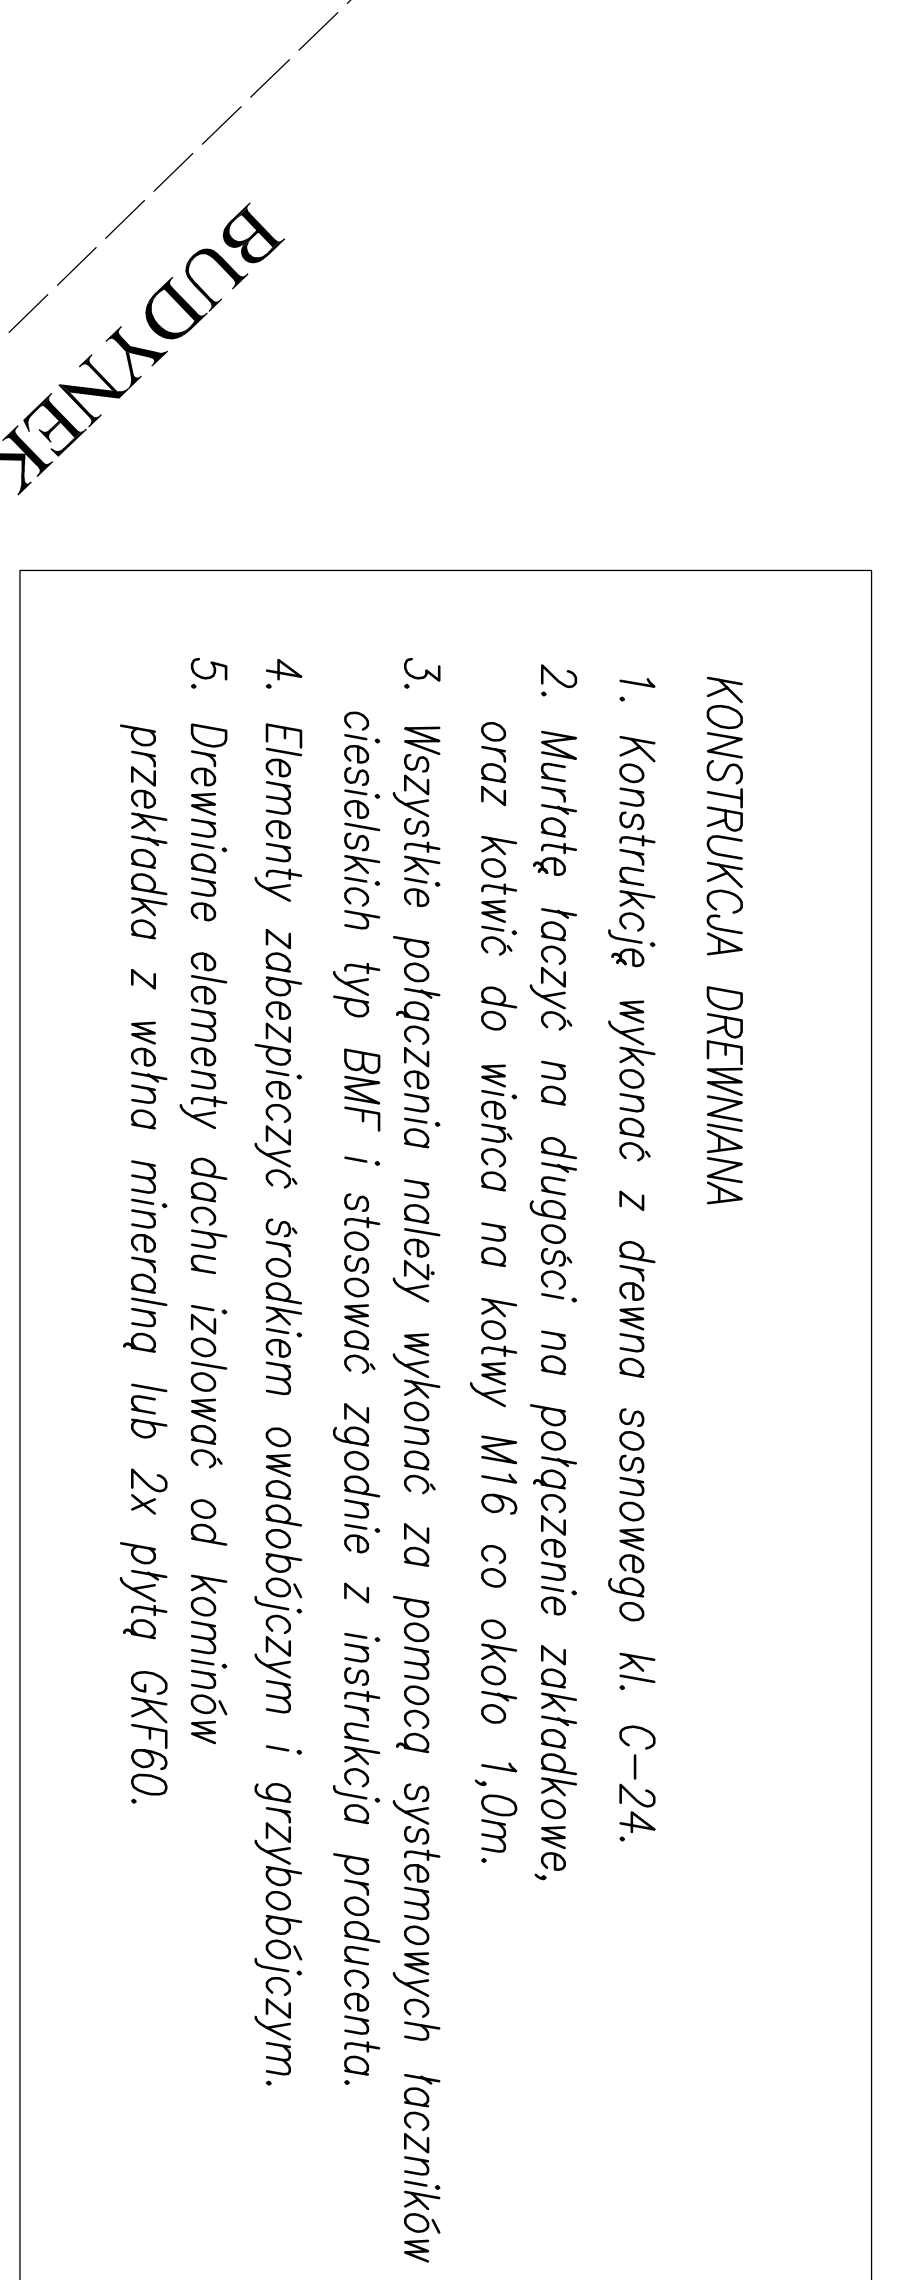 BUDYNEK
KONSTRUKCJA DREWNIANA
1. Konstrukcję wykonać z drewna sosnowego kl. C-24.
2. Murłatę łaczyć na długości na połączenie zakładkowe,
oraz kotwić do wieńca na kotwy M16 co około 1,0m.
3. Wszystkie połączenia należy wykonać za pomocą systemowych łaczników
ciesielskich typ BMF i stosować zgodnie z instrukcja producenta.
4. Elementy zabezpieczyć środkiem owadobójczym i grzybobójczym.
5. Drewniane elementy dachu izolować od kominów
przekładka z wełna mineralną lub 2x płytą GKF60.